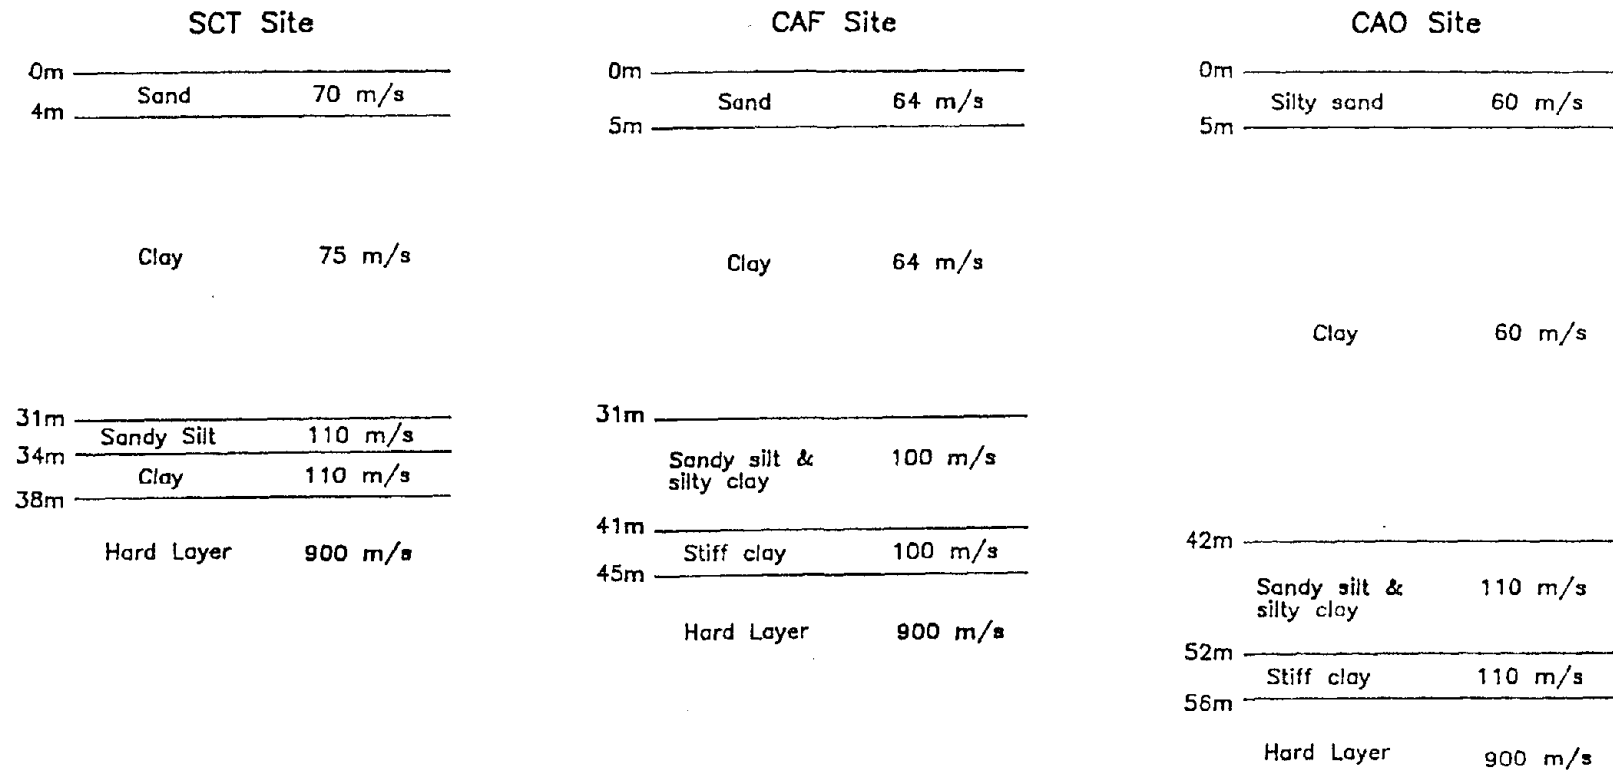 SCT Site
0m
Sand 70 m/s
4m
Clay 75 m/s
31m
Sandy Silt 110 m/s
34m
Clay 110 m/s
38m
Hard Layer 900 m/s
CAF Site
0m
Sand 64 m/s
5m
Clay 64 m/s
31m
Sandy silt & 100 m/s
silty clay
41m
Stiff clay 100 m/s
45m
Hard Layer 900 m/s
CAO Site
0m
Silty sand 60 m/s
5m
Clay 60 m/s
42m
Sandy silt & 110 m/s
silty clay
52m
Stiff clay 110 m/s
56m
Hard Layer 900 m/s